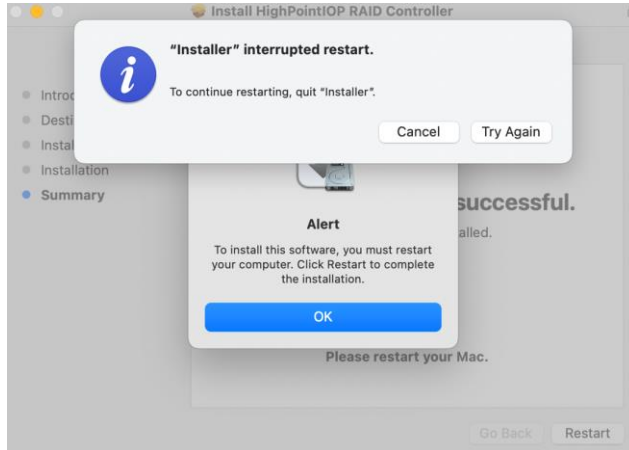 Install HighPointIOP RAID Controller
"Installer" interrupted restart.
To continue restarting, quit "Installer".
Cancel
Try Again
Introd
Desti
Instal
Installation
Summary
successful.
alled.
Alert
To install this software, you must restart
your computer. Click Restart to complete
the installation.
OK
Please restart your Mac.
Go Back
Restart